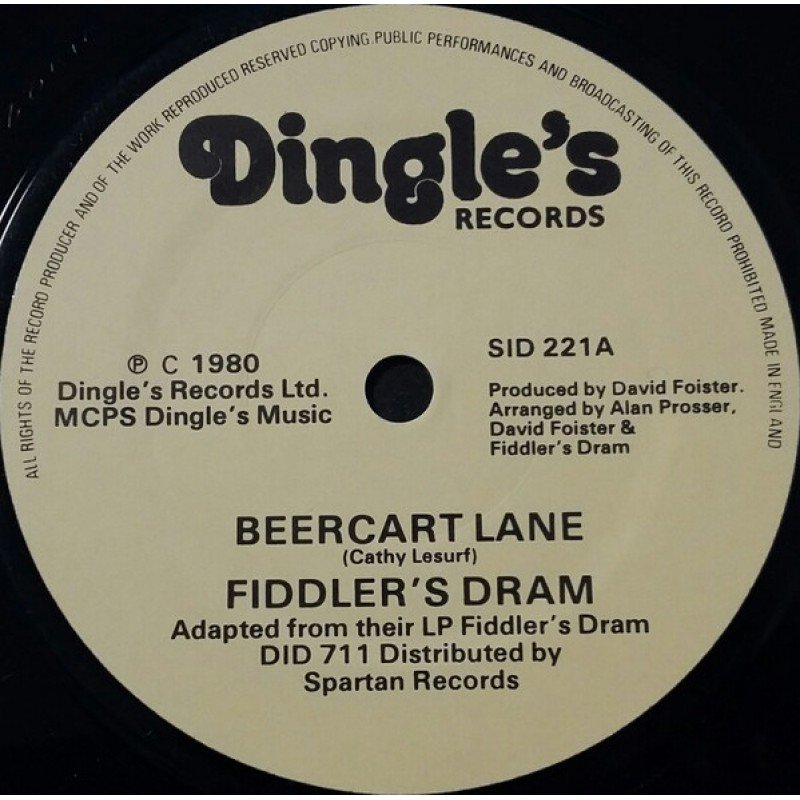 ALL RIGHTS OF THE RECORD PRODUCER AND OF THE WORK REPRODUCED RESERVED COPYING.PUBLIC PERFORMANCES AND BROADCASTING OF THIS RECORD PROHIBITED MADE IN ENGLAND
Dingle's
RECORDS
℗ C 1980
Dingle's Records Ltd.
MCPS Dingle's Music
SID 221A
Produced by David Foister.
Arranged by Alan Prosser,
David Foister &
Fiddler's Dram
BEERCART LANE
(Cathy Lesurf)
FIDDLER'S DRAM
Adapted from their LP Fiddler's Dram
DID 711 Distributed by
Spartan Records